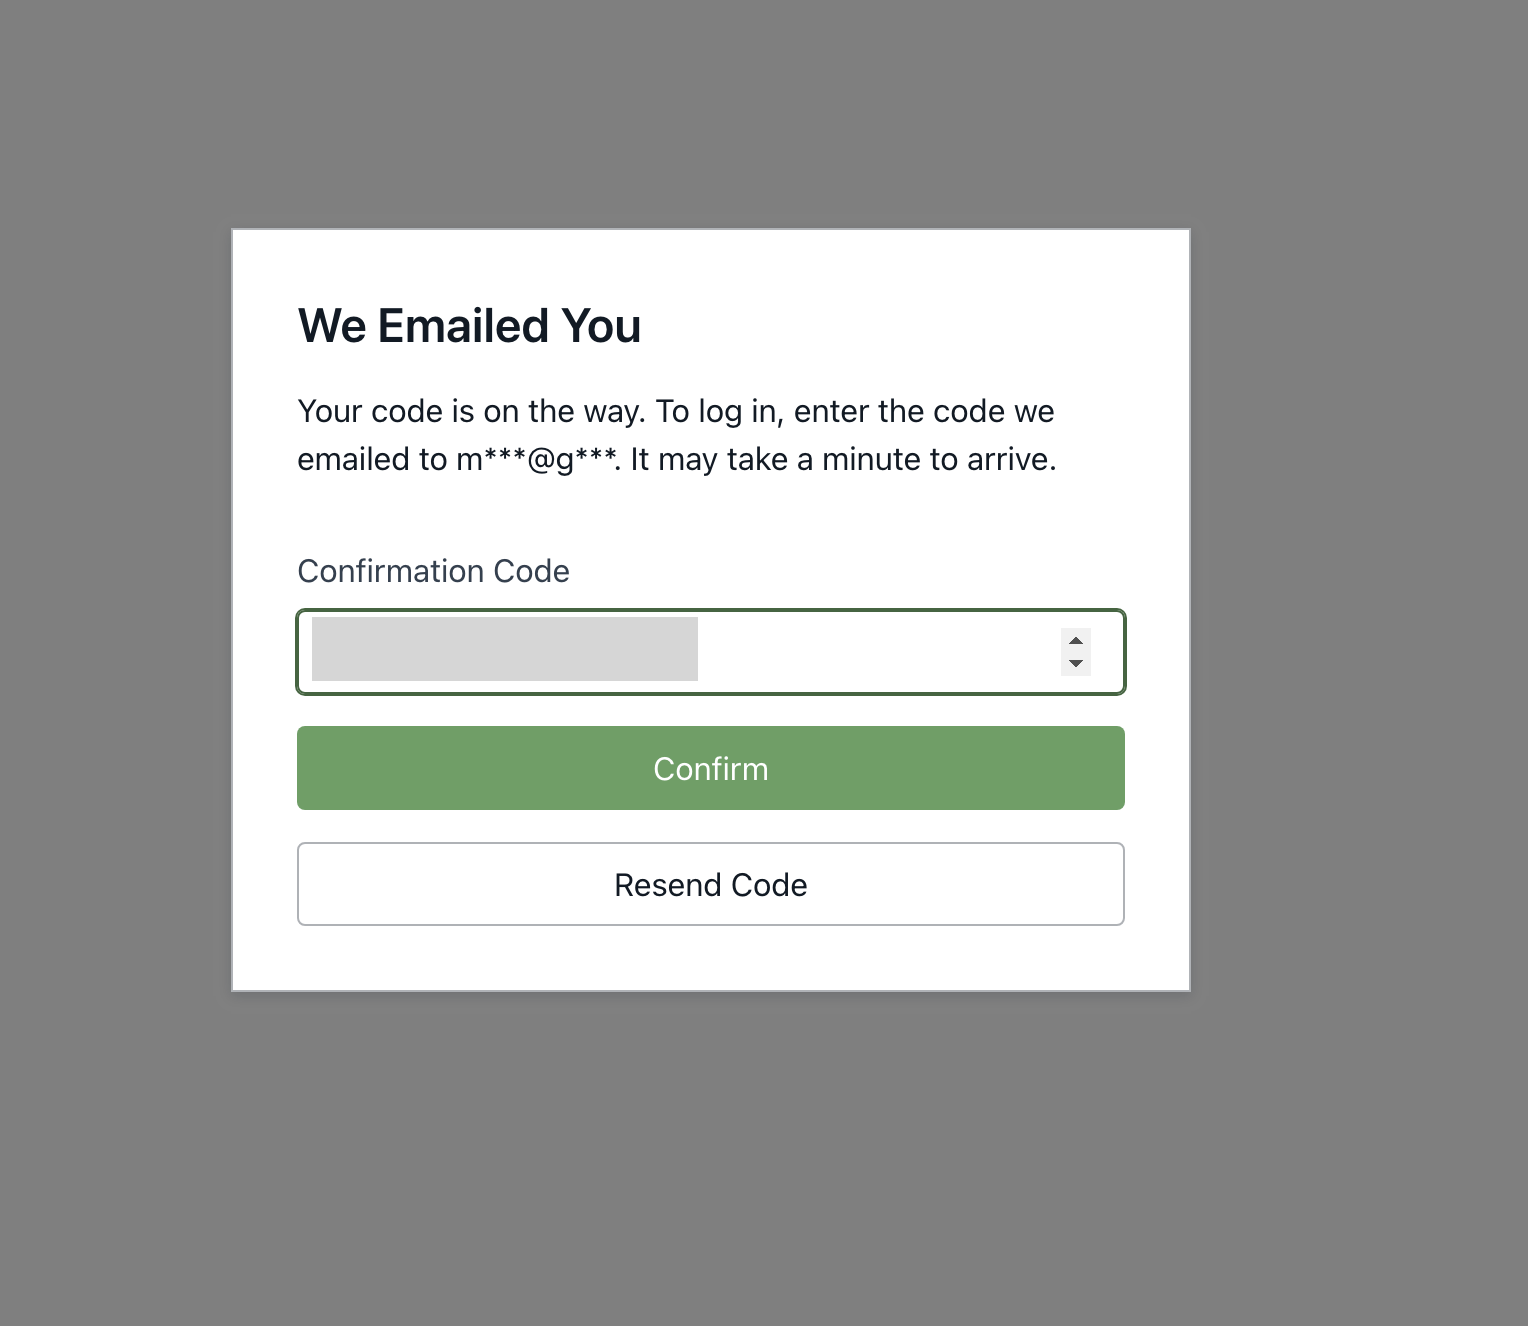 We Emailed You
Your code is on the way. To log in, enter the code we
emailed to m***@g***. It may take a minute to arrive.
Confirmation Code
Confirm
Resend Code